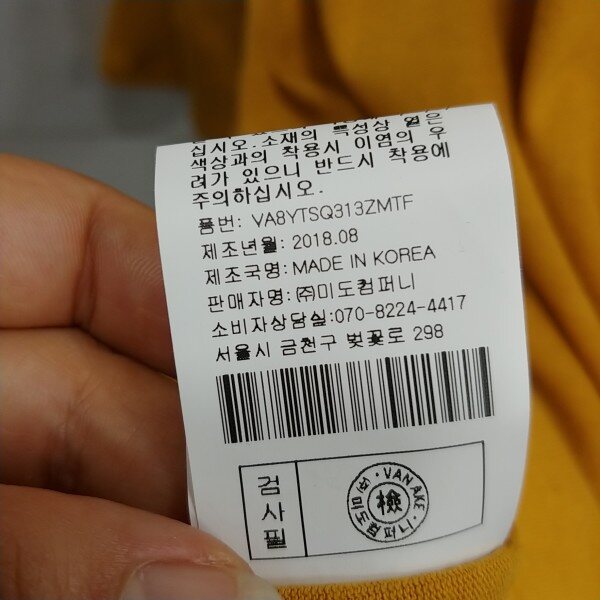 십시오. 소재의 특성상 옅은
색상과의 착용시 이염의 우
려가 있으니 반드시 착용에
주의하십시오.
품번: VA8YTSQ313ZMTF
제조년월: 2018.08
제조국명: MADE IN KOREA
판매자명: ㈜미도컴퍼니
소비자상담실:070-8224-4417
서울시 금천구 벚꽃로 298
검사필
VAN AKE
檢
㈜미도컴퍼니